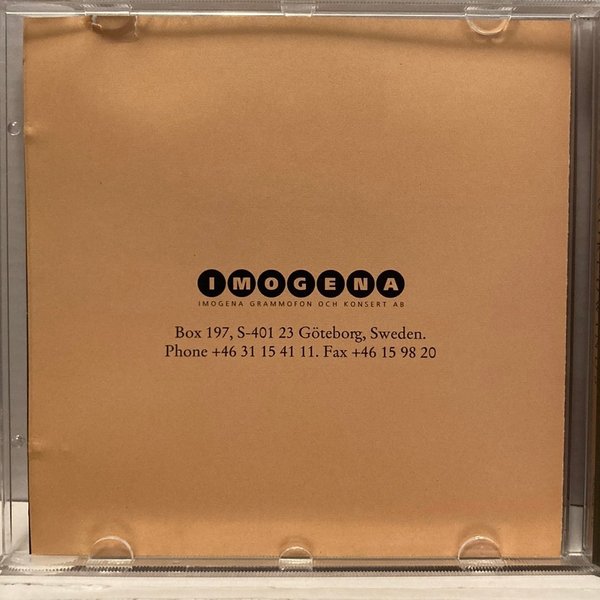 IMOGENA
IMOGENA GRAMMOFON OCH KONSERT AB
Box 197, S-401 23 Göteborg, Sweden.
Phone +46 31 15 41 11. Fax +46 15 98 20